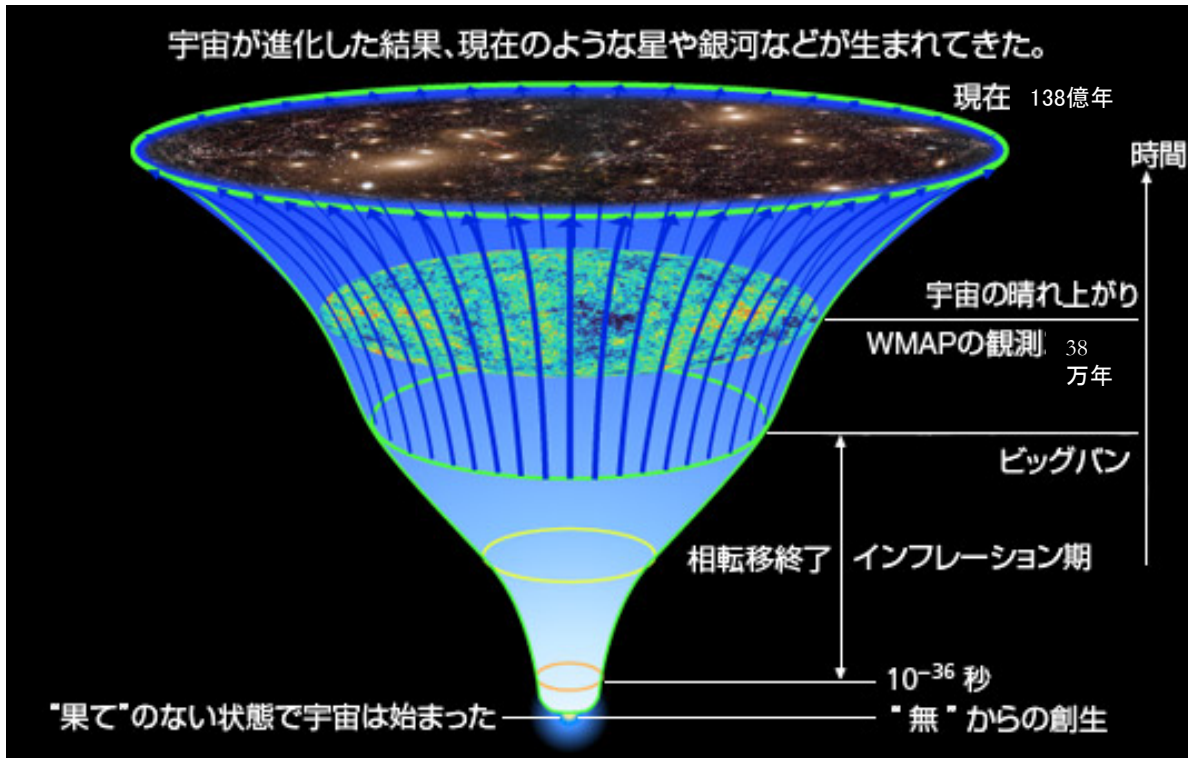 宇宙が進化した結果、現在のような星や銀河などが生まれてきた。
現在 138億年
時間
宇宙の晴れ上がり
WMAPの観測 38
万年
ビッグバン
相転移終了 インフレーション期
10⁻³⁶ 秒
"果て"のない状態で宇宙は始まった
"無"からの創生